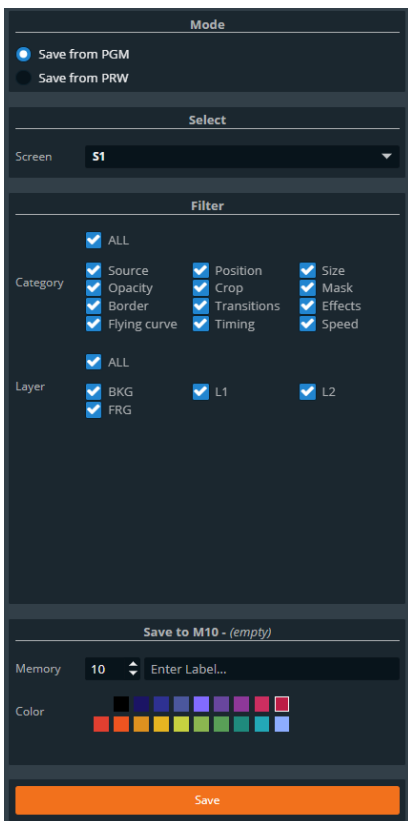 Mode
Save from PGM
Save from PRW
Select
Screen S1
Filter
ALL
Category
Source Position Size
Opacity Crop Mask
Border Transitions Effects
Flying curve Timing Speed
ALL
Layer
BKG L1 L2
FRG
Save to M10 - (empty)
Memory 10 Enter Label...
Color
Save